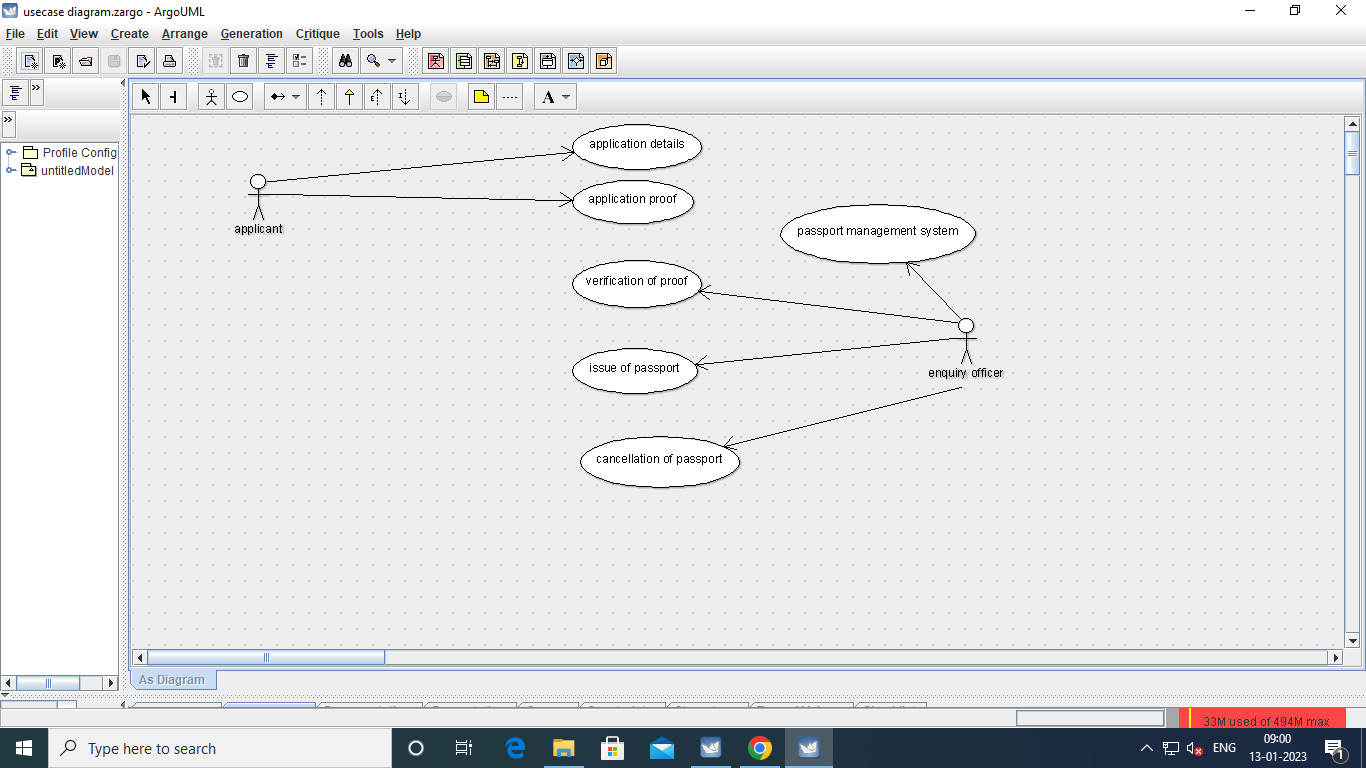 usecase diagram.zargo - ArgoUML
File Edit View Create Arrange Generation Critique Tools Help
A
Profile Config
untitledModel
application details
application proof
applicant
passport management system
verification of proof
issue of passport
enquiry officer
cancellation of passport
As Diagram
33M used of 494M max
Type here to search
ENG
09:00
13-01-2023
1